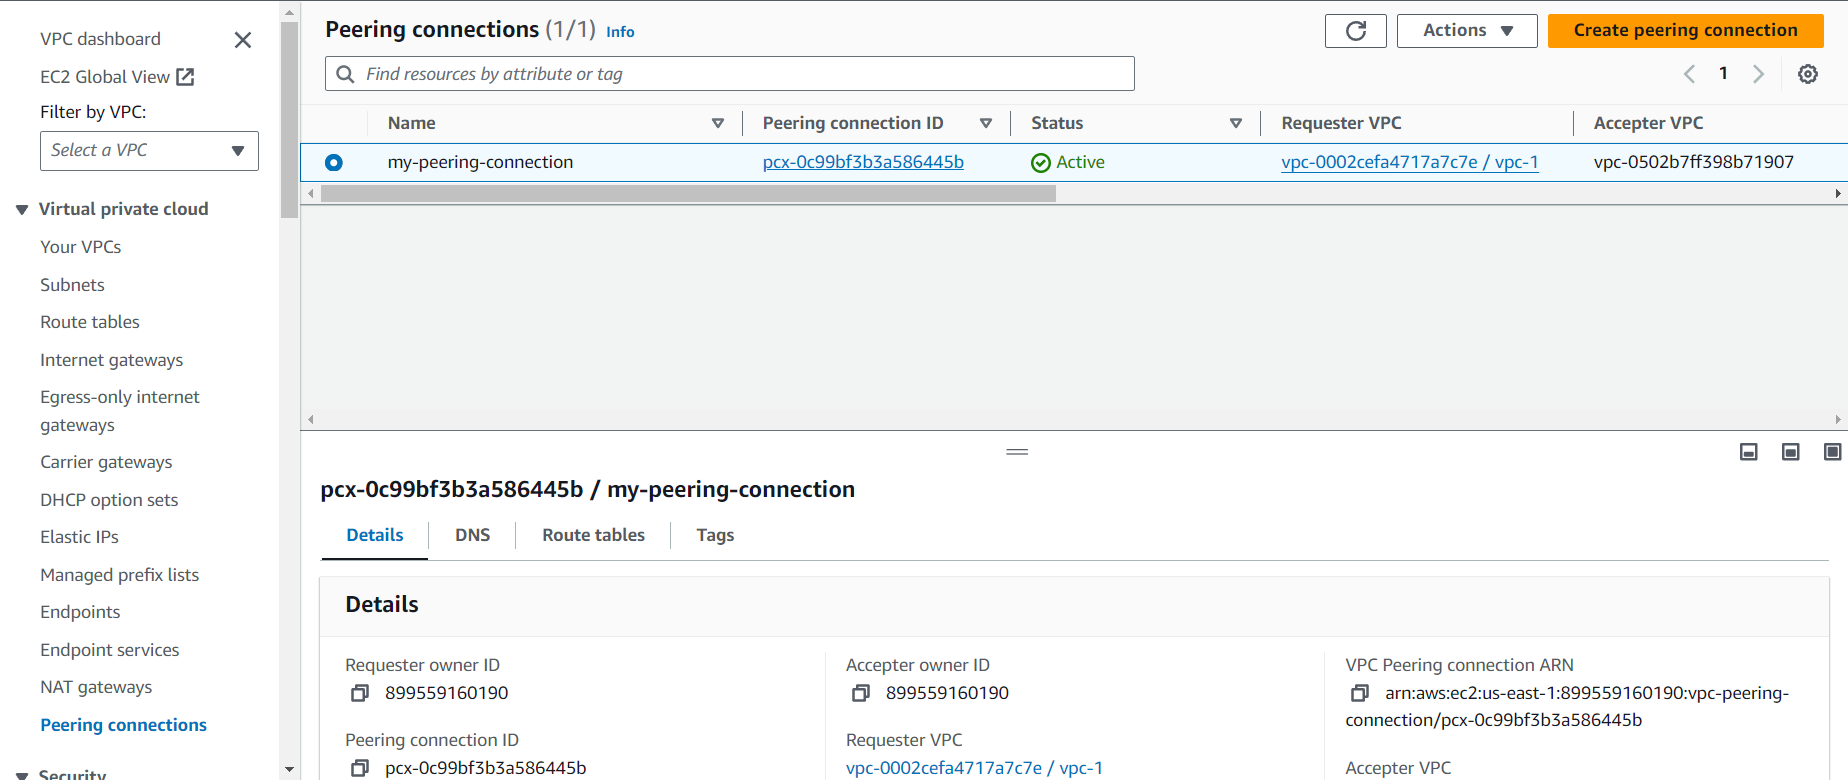 VPC dashboard
EC2 Global View
Filter by VPC:
Select a VPC
Virtual private cloud
Your VPCs
Subnets
Route tables
Internet gateways
Egress-only internet
gateways
Carrier gateways
DHCP option sets
Elastic IPs
Managed prefix lists
Endpoints
Endpoint services
NAT gateways
Peering connections
Security
Peering connections (1/1) Info
Actions
Create peering connection
Find resources by attribute or tag
1
Name Peering connection ID Status Requester VPC Accepter VPC
my-peering-connection pcx-0c99bf3b3a586445b Active vpc-0002cefa4717a7c7e / vpc-1 vpc-0502b7ff398b71907
pcx-0c99bf3b3a586445b / my-peering-connection
Details DNS Route tables Tags
Details
Requester owner ID
899559160190
Peering connection ID
pcx-0c99bf3b3a586445b
Accepter owner ID
899559160190
Requester VPC
vpc-0002cefa4717a7c7e / vpc-1
VPC Peering connection ARN
arn:aws:ec2:us-east-1:899559160190:vpc-peering-
connection/pcx-0c99bf3b3a586445b
Accepter VPC